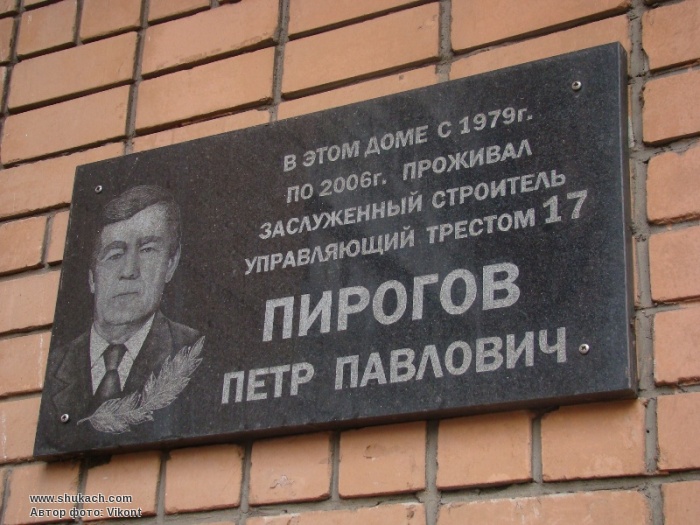 В ЭТОМ ДОМЕ С 1979г.
ПО 2006г. ПРОЖИВАЛ
ЗАСЛУЖЕННЫЙ СТРОИТЕЛЬ
УПРАВЛЯЮЩИЙ ТРЕСТОМ 17
ПИРОГОВ
ПЕТР ПАВЛОВИЧ
www.shukach.com
Автор фото: Vikont